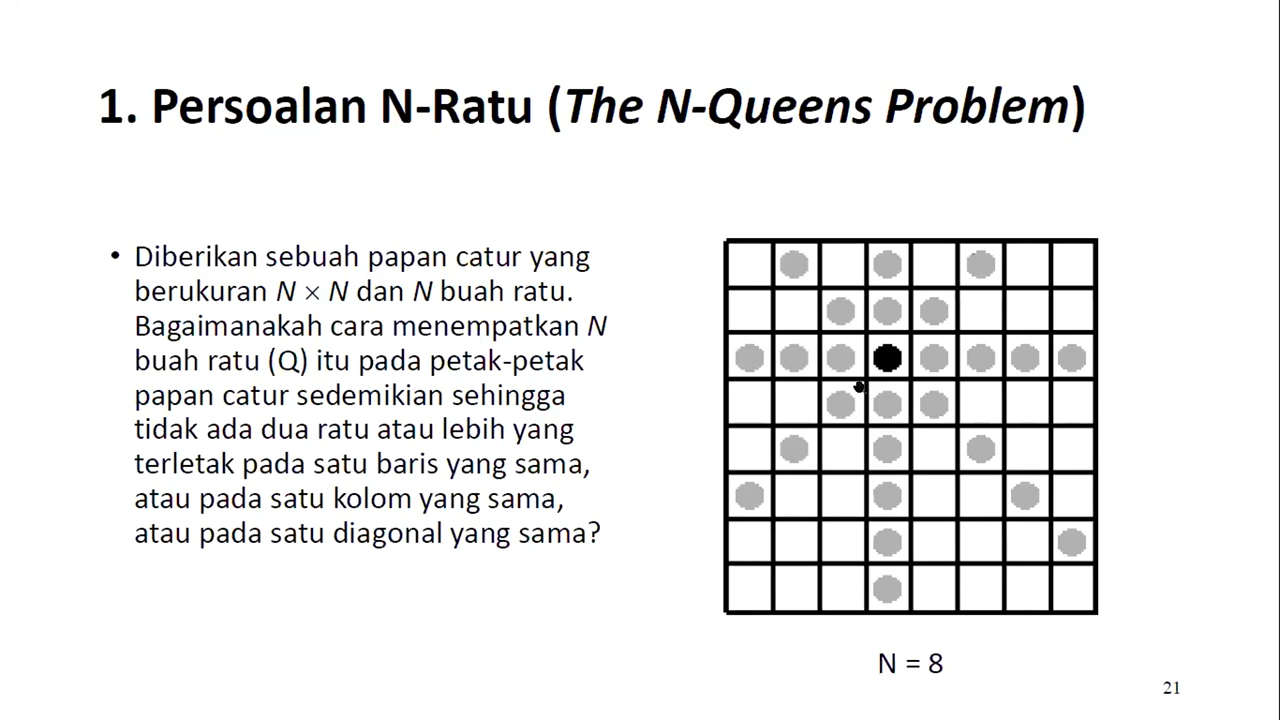 1. Persoalan N-Ratu (The N-Queens Problem)
• Diberikan sebuah papan catur yang
berukuran N × N dan N buah ratu.
Bagaimanakah cara menempatkan N
buah ratu (Q) itu pada petak-petak
papan catur sedemikian sehingga
tidak ada dua ratu atau lebih yang
terletak pada satu baris yang sama,
atau pada satu kolom yang sama,
atau pada satu diagonal yang sama?
N = 8
21